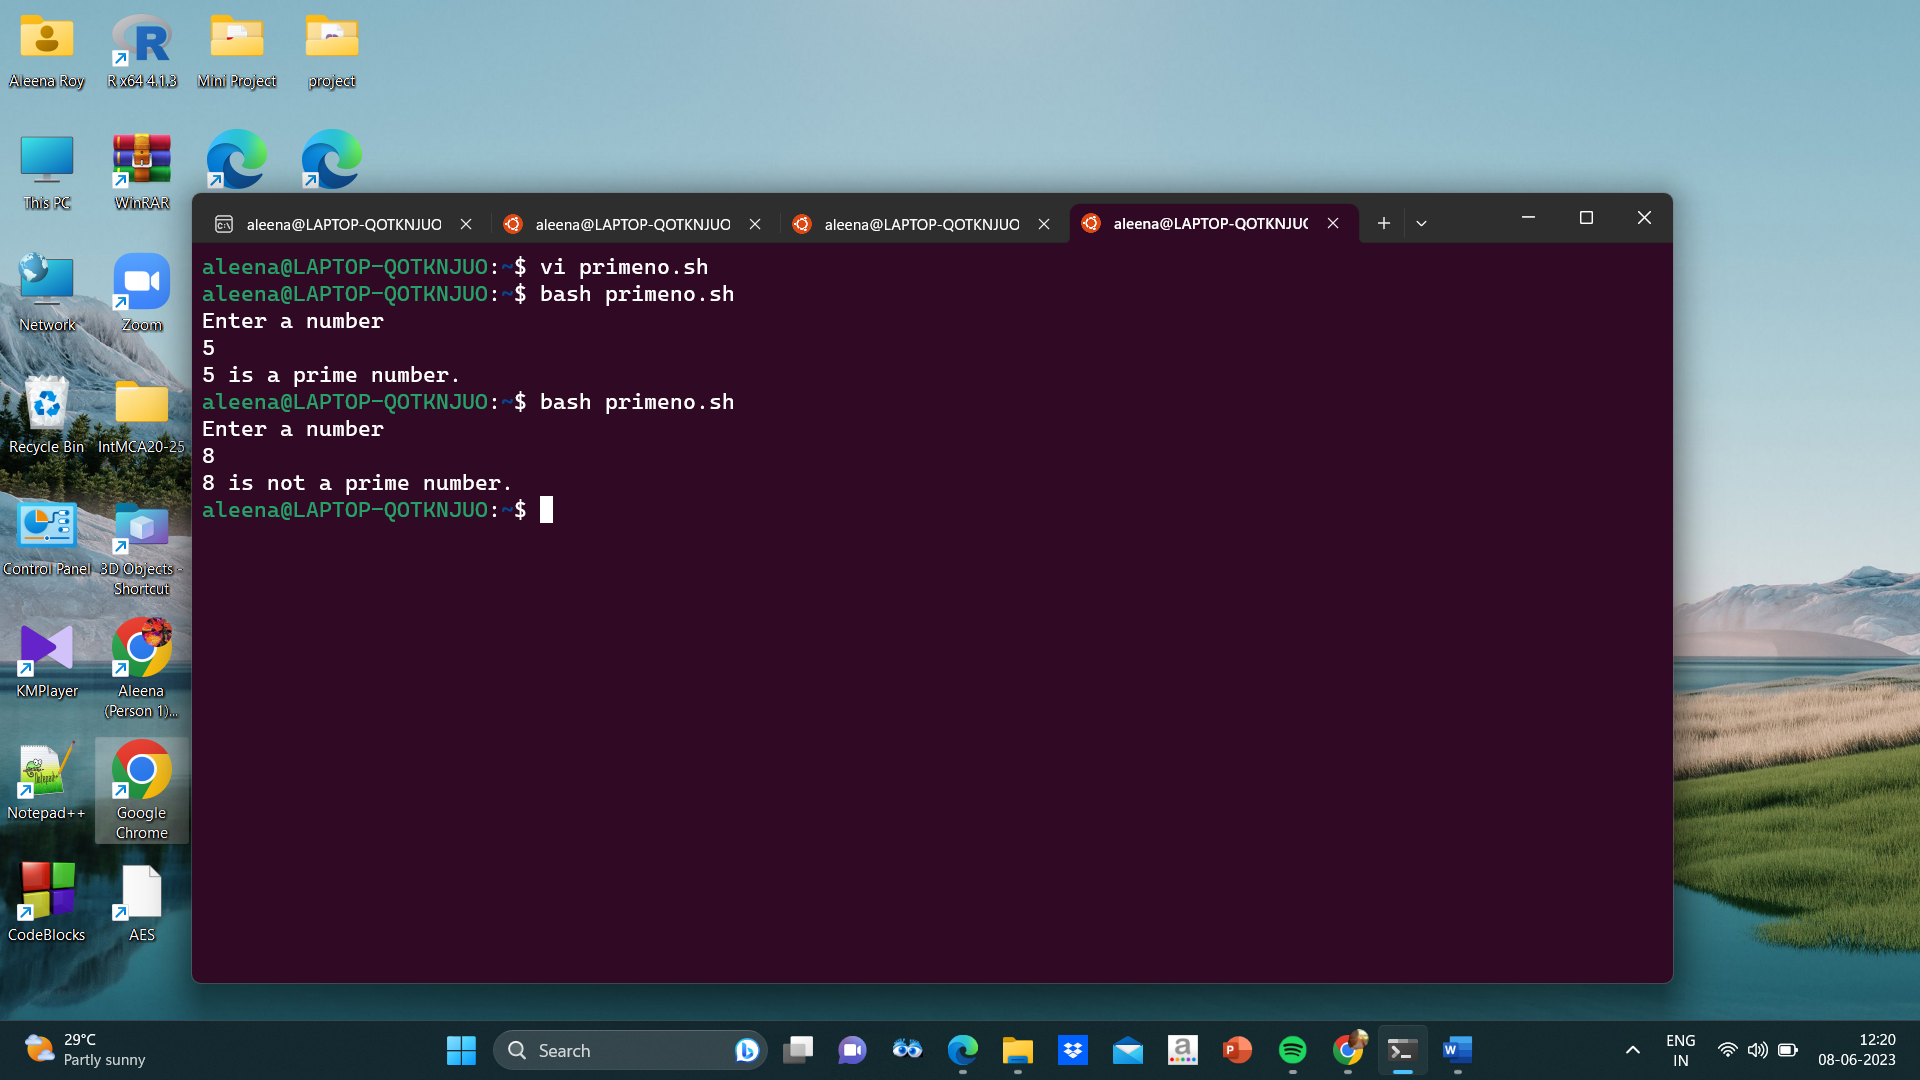 Aleena Roy
R x64 4.1.3
Mini Project
project
This PC
WinRAR
Network
Zoom
Recycle Bin
IntMCA20-25
Control Panel
3D Objects -
Shortcut
KMPlayer
Aleena
(Person 1)...
Notepad++
Google
Chrome
CodeBlocks
AES
aleena@LAPTOP-QOTKNJUO
aleena@LAPTOP-QOTKNJUO
aleena@LAPTOP-QOTKNJUO
aleena@LAPTOP-QOTKNJUO
aleena@LAPTOP-QOTKNJUO:~$ vi primeno.sh
aleena@LAPTOP-QOTKNJUO:~$ bash primeno.sh
Enter a number
5
5 is a prime number.
aleena@LAPTOP-QOTKNJUO:~$ bash primeno.sh
Enter a number
8
8 is not a prime number.
aleena@LAPTOP-QOTKNJUO:~$
29°C
Partly sunny
Search
ENG
IN
12:20
08-06-2023